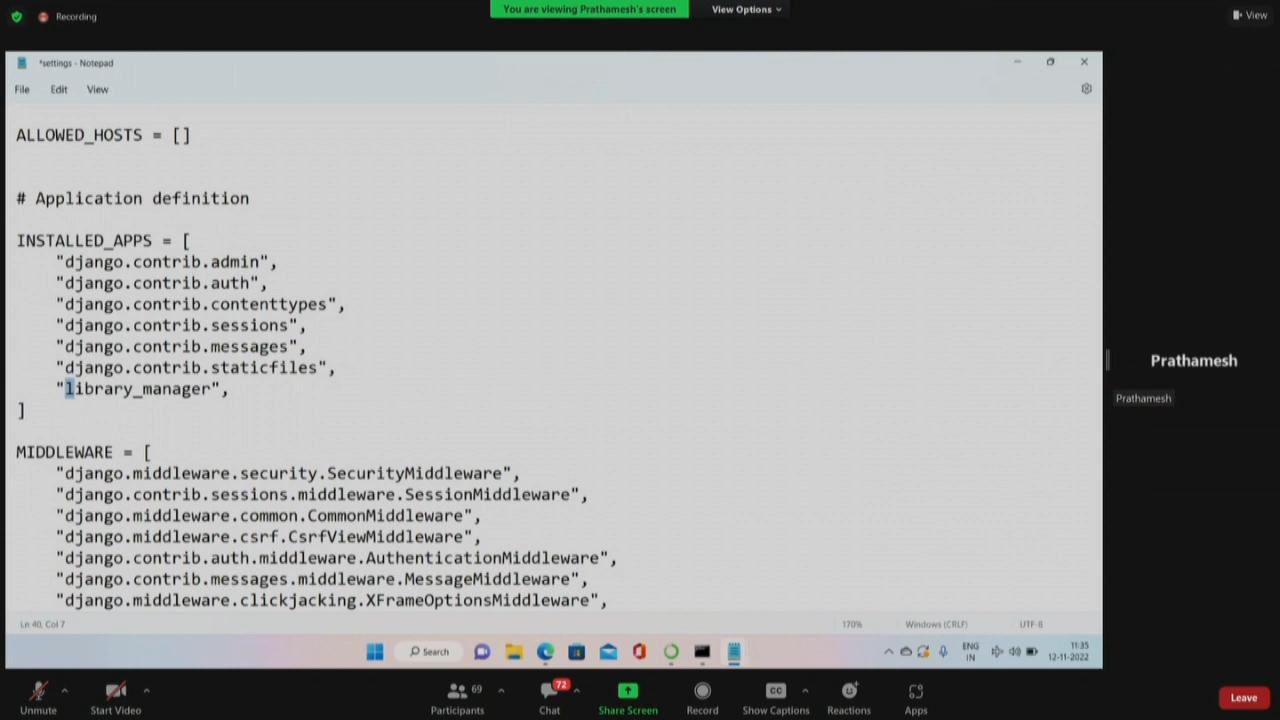 Recording
You are viewing Prathamesh's screen
View Options
View
*settings - Notepad
File Edit View
ALLOWED_HOSTS = []
# Application definition
INSTALLED_APPS = [
"django.contrib.admin",
"django.contrib.auth",
"django.contrib.contenttypes",
"django.contrib.sessions",
"django.contrib.messages",
"django.contrib.staticfiles",
"library_manager",
]
MIDDLEWARE = [
"django.middleware.security.SecurityMiddleware",
"django.contrib.sessions.middleware.SessionMiddleware",
"django.middleware.common.CommonMiddleware",
"django.middleware.csrf.CsrfViewMiddleware",
"django.contrib.auth.middleware.AuthenticationMiddleware",
"django.contrib.messages.middleware.MessageMiddleware",
"django.middleware.clickjacking.XFrameOptionsMiddleware",
Ln 40, Col 7 170% Windows (CRLF) UTF-8
Search
ENG
IN
11:35
12-11-2022
Prathamesh
Prathamesh
Unmute
Start Video
69
Participants
72
Chat
Share Screen
Record
CC
Show Captions
Reactions
Apps
Leave